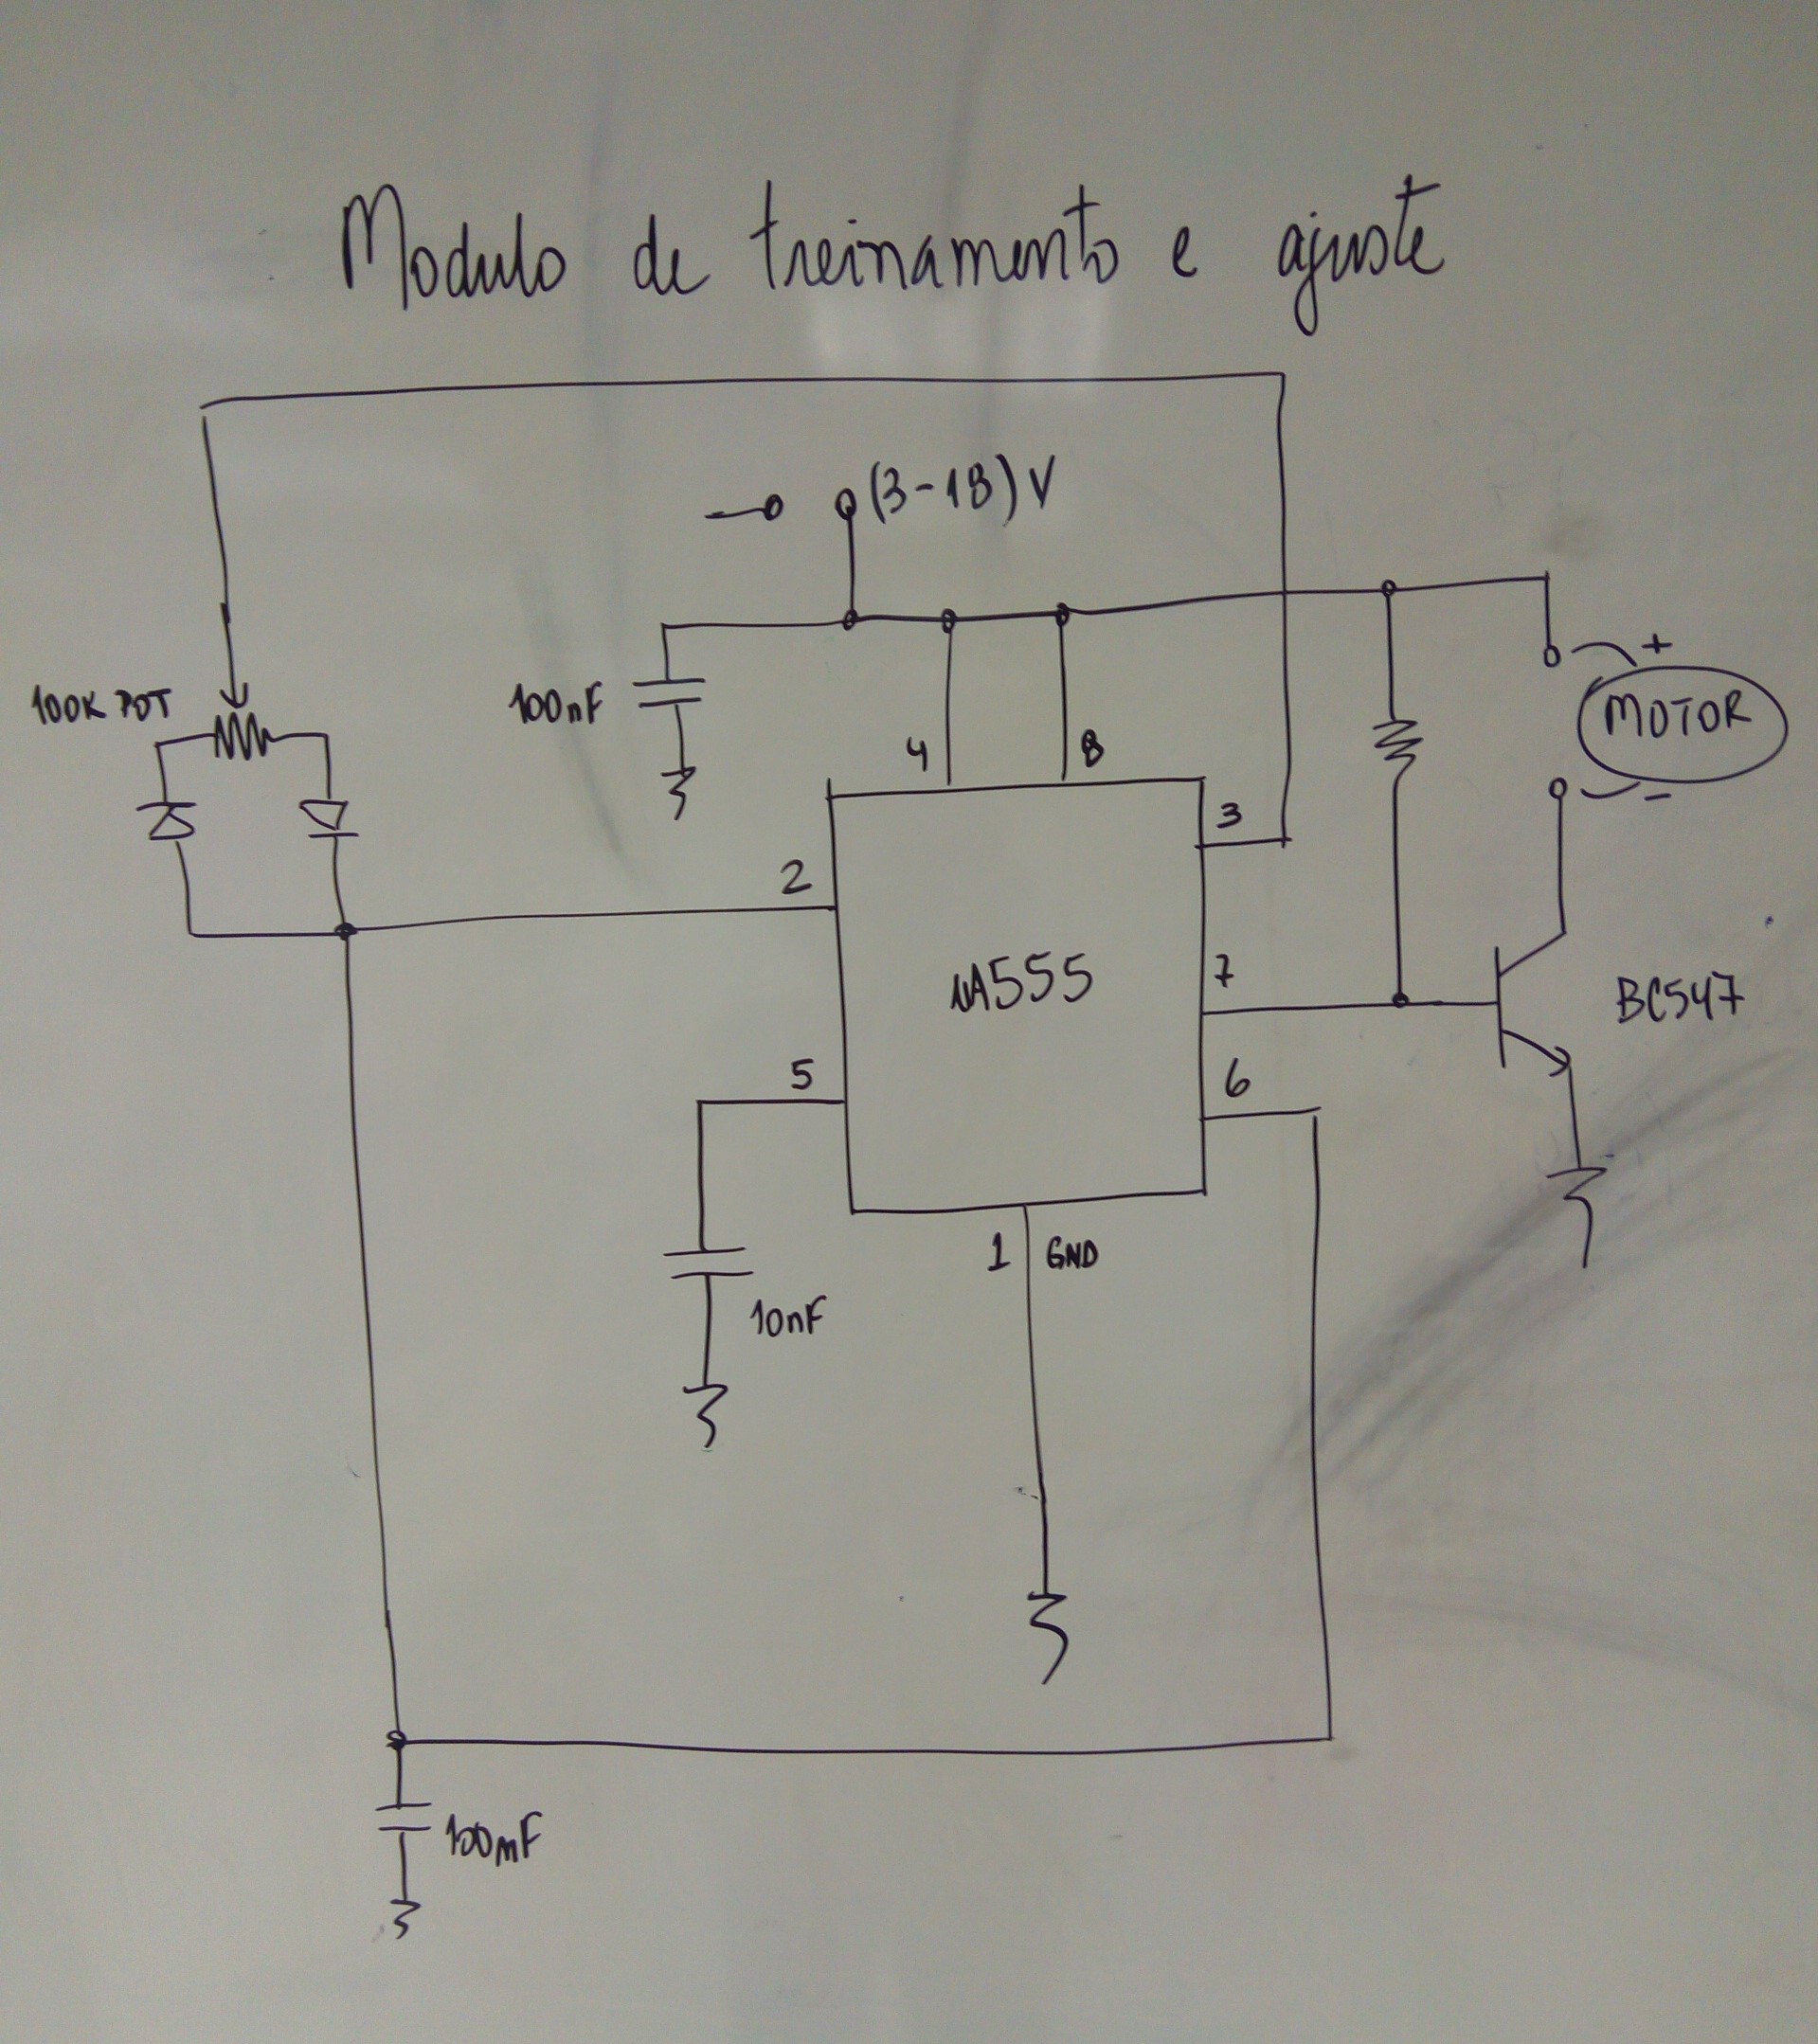 Modulo de treinamento e ajuste
(3-18)V
100K POT
100nF
4
8
+
MOTOR
-
3
2
7
µA555
BC547
5
6
1 GND
10nF
100mF